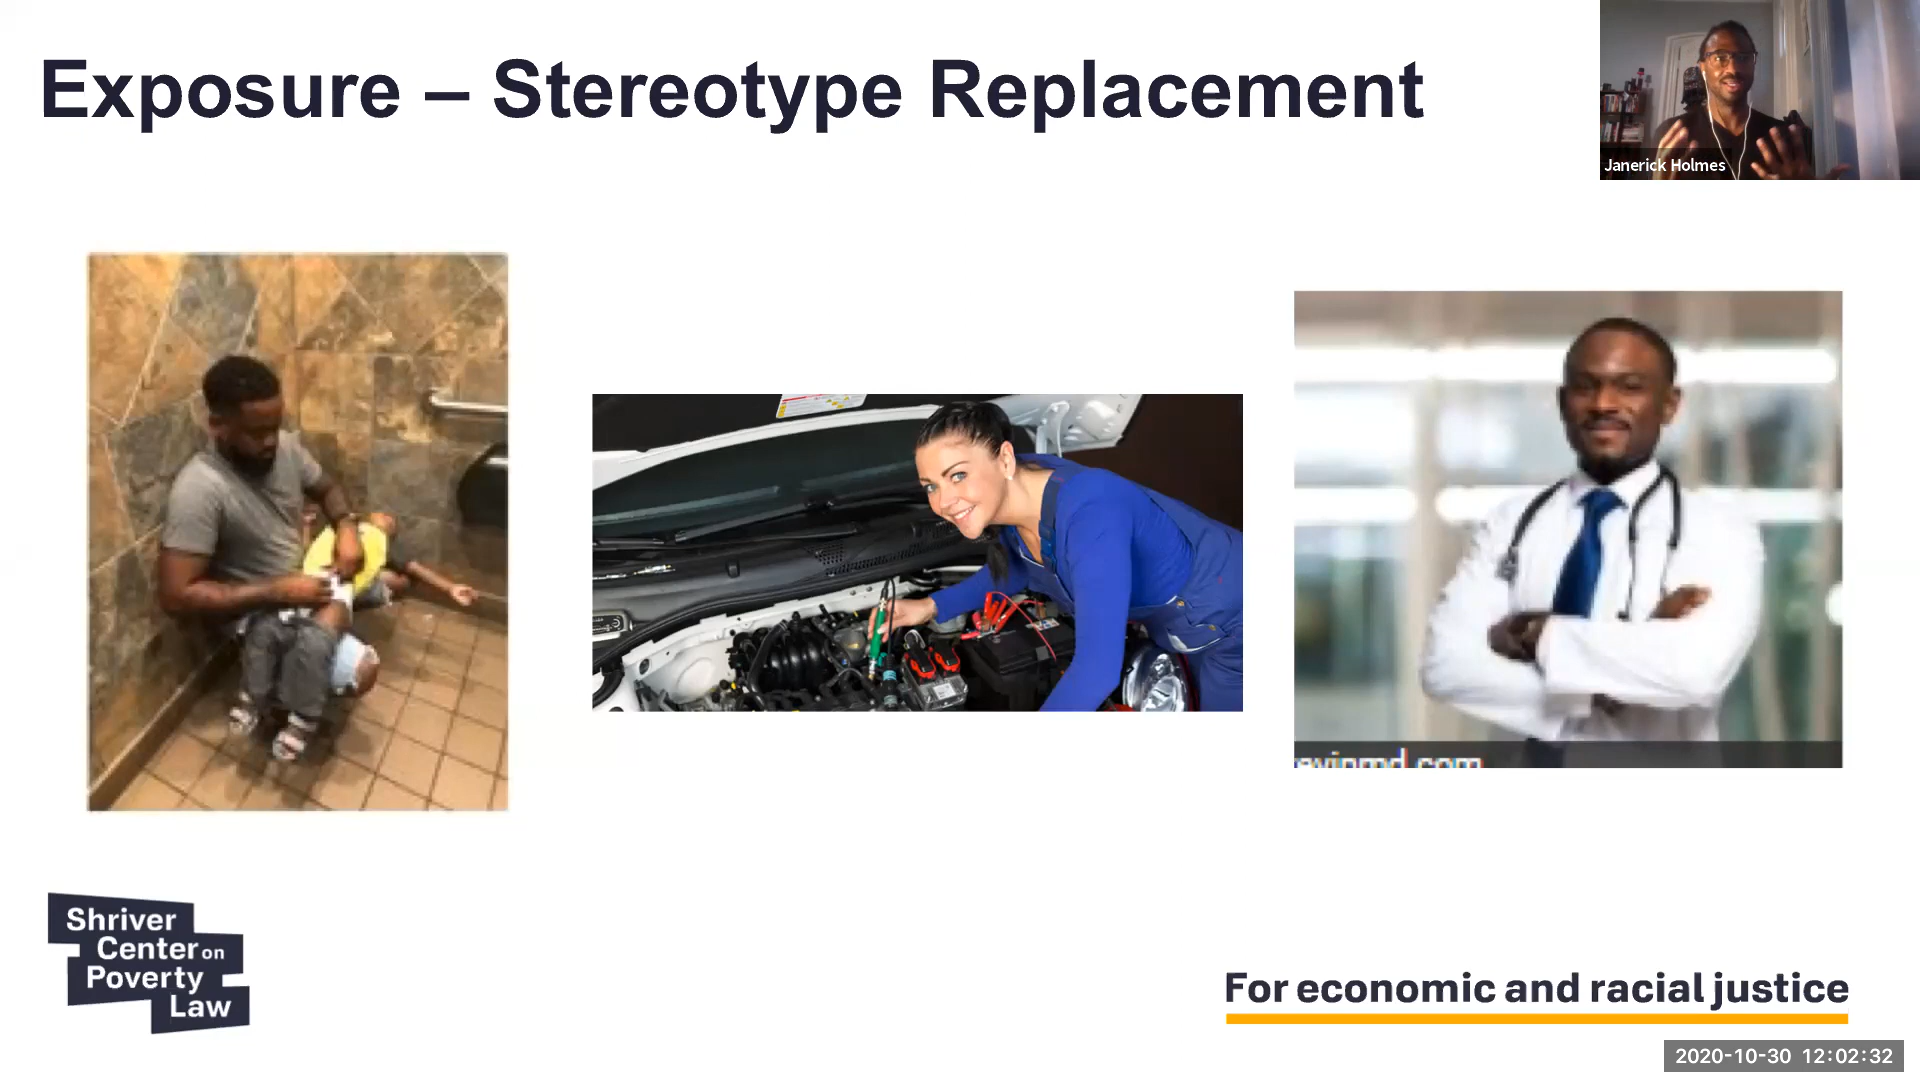 Exposure – Stereotype Replacement
Janerick Holmes
Shriver
Center on
Poverty
Law
For economic and racial justice
2020-10-30 12:02:32